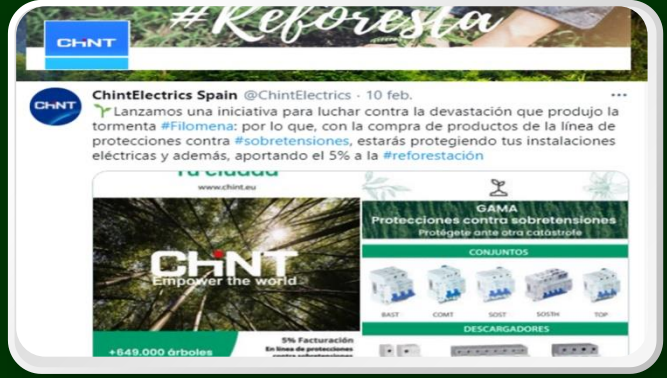 #Reforesta
CHNT
CHNT
ChintElectrics Spain @ChintElectrics · 10 feb.
Lanzamos una iniciativa para luchar contra la devastación que produjo la
tormenta #Filomena: por lo que, con la compra de productos de la línea de
protecciones contra #sobretensiones, estarás protegiendo tus instalaciones
eléctricas y además, aportando el 5% a la #reforestación
Tu ciudad
www.chint.eu
CHNT
Empower the world
+649.000 árboles
5% Facturación
En línea de protecciones
contra sobretensiones
GAMA
Protecciones contra sobretensiones
Protégete ante otra catástrofe
CONJUNTOS
BAST COMT SOST SOSTH TOP
DESCARGADORES